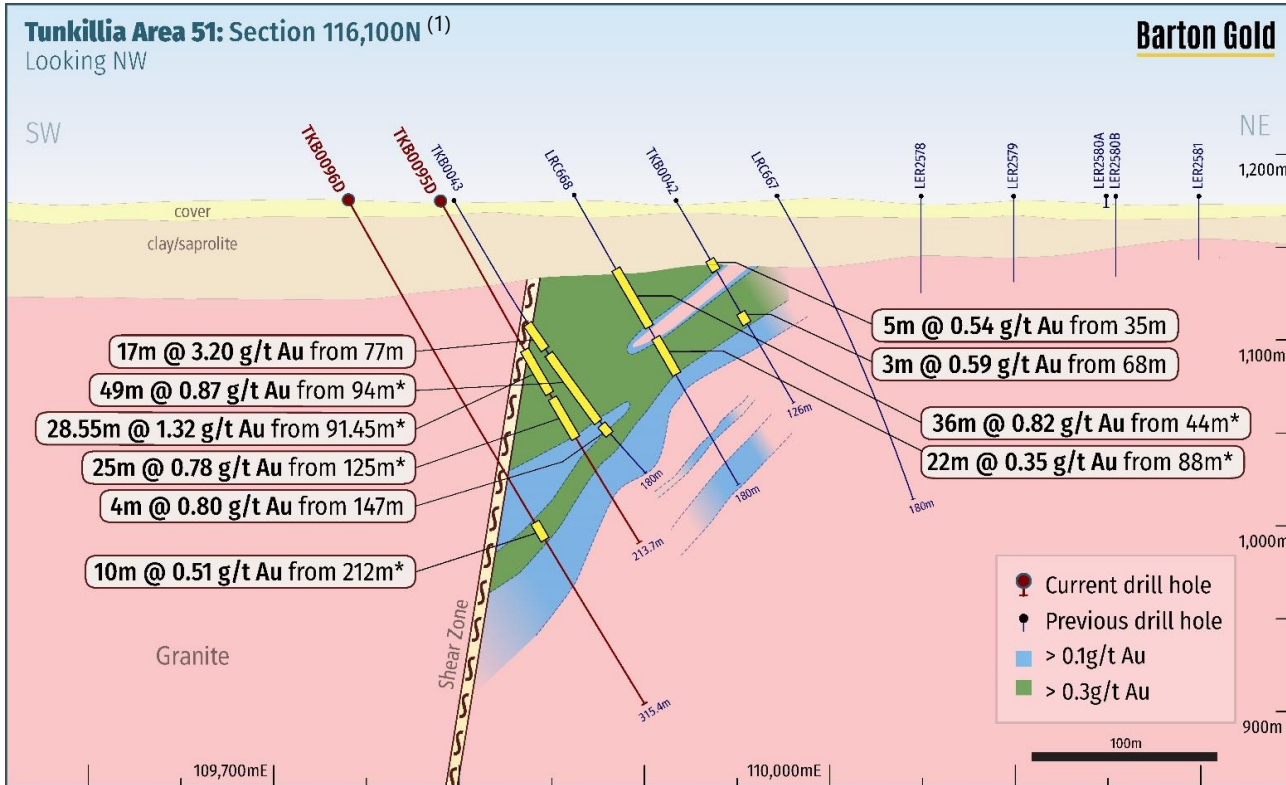 Tunkillia Area 51: Section 116,100N (1)
Looking NW
Barton Gold
SW
NE
TKB0096D
TKB0095D
TKB0043
LRC668
TKB0042
LRC667
LER2578
LER2579
LER2580A
LER2580B
LER2581
1,200m
cover
clay/saprolite
17m @ 3.20 g/t Au from 77m
49m @ 0.87 g/t Au from 94m*
28.55m @ 1.32 g/t Au from 91.45m*
25m @ 0.78 g/t Au from 125m*
4m @ 0.80 g/t Au from 147m
10m @ 0.51 g/t Au from 212m*
5m @ 0.54 g/t Au from 35m
3m @ 0.59 g/t Au from 68m
36m @ 0.82 g/t Au from 44m*
22m @ 0.35 g/t Au from 88m*
1,100m
126m
180m
180m
180m
213.7m
315.4m
1,000m
Granite
Shear Zone
Current drill hole
Previous drill hole
> 0.1g/t Au
> 0.3g/t Au
900m
100m
109,700mE
110,000mE